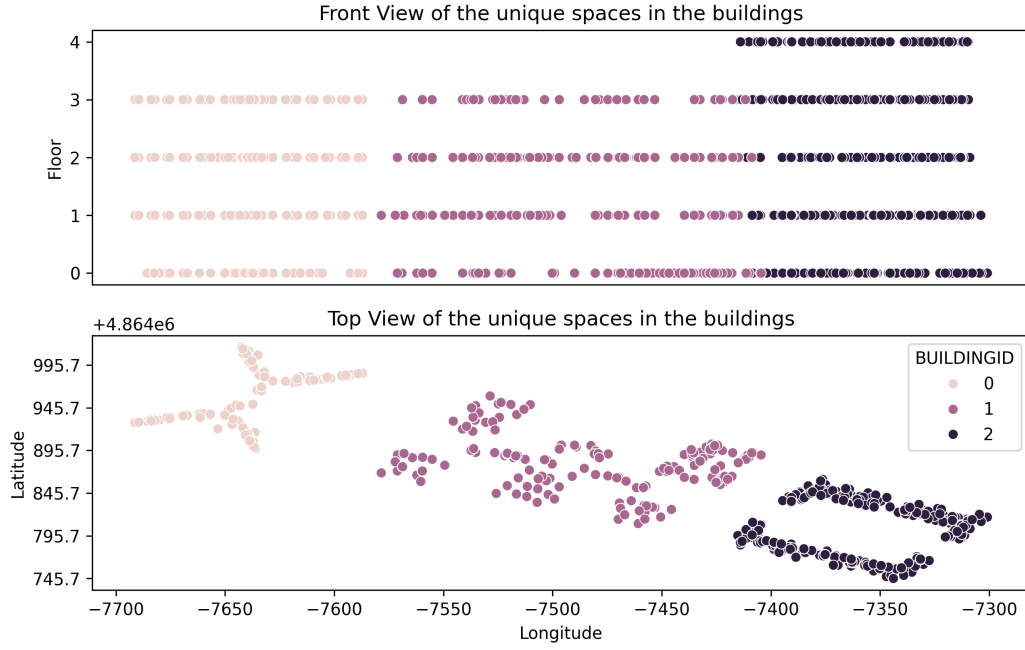 Front View of the unique spaces in the buildings
4
3
2
1
0
Floor
Top View of the unique spaces in the buildings
+4.864e6
995.7
945.7
895.7
845.7
795.7
745.7
Latitude
BUILDINGID
0
1
2
−7700 −7650 −7600 −7550 −7500 −7450 −7400 −7350 −7300
Longitude